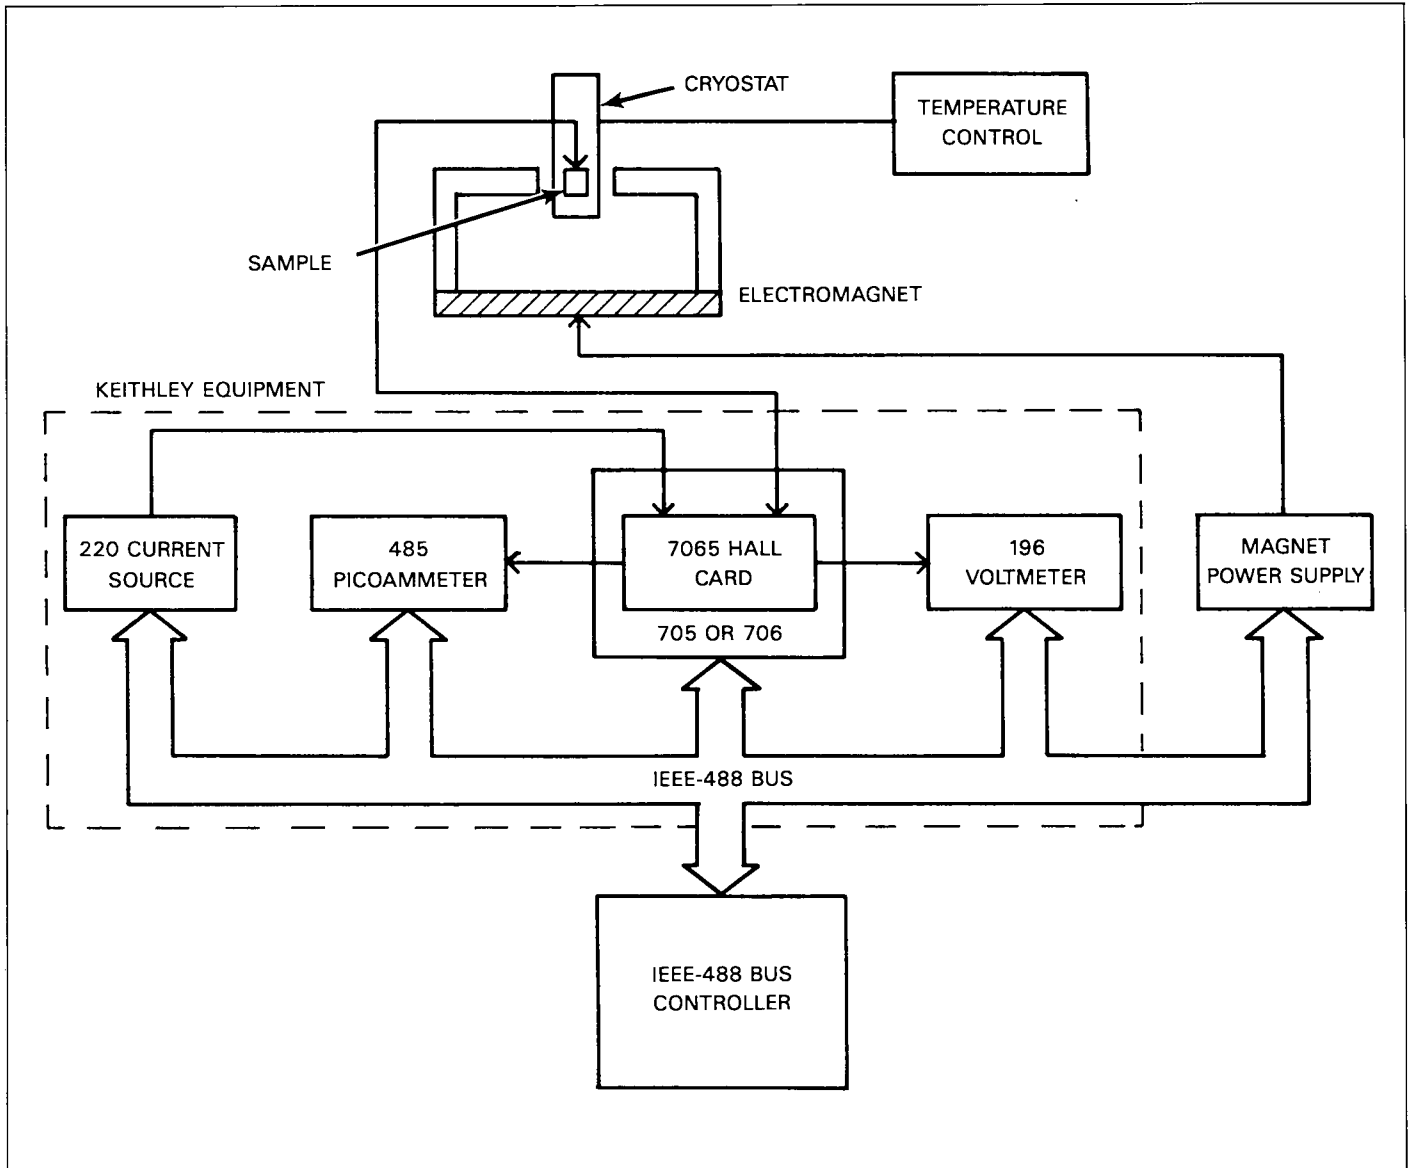 CRYOSTAT
TEMPERATURE
CONTROL
SAMPLE
ELECTROMAGNET
KEITHLEY EQUIPMENT
220 CURRENT
SOURCE
485
PICOAMMETER
7065 HALL
CARD
705 OR 706
196
VOLTMETER
MAGNET
POWER SUPPLY
IEEE-488 BUS
IEEE-488 BUS
CONTROLLER